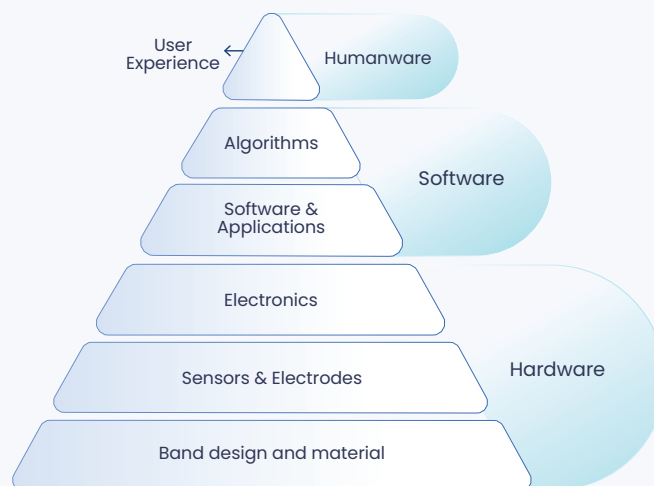 User
Experience
Humanware
Algorithms
Software
Software &
Applications
Electronics
Hardware
Sensors & Electrodes
Band design and material